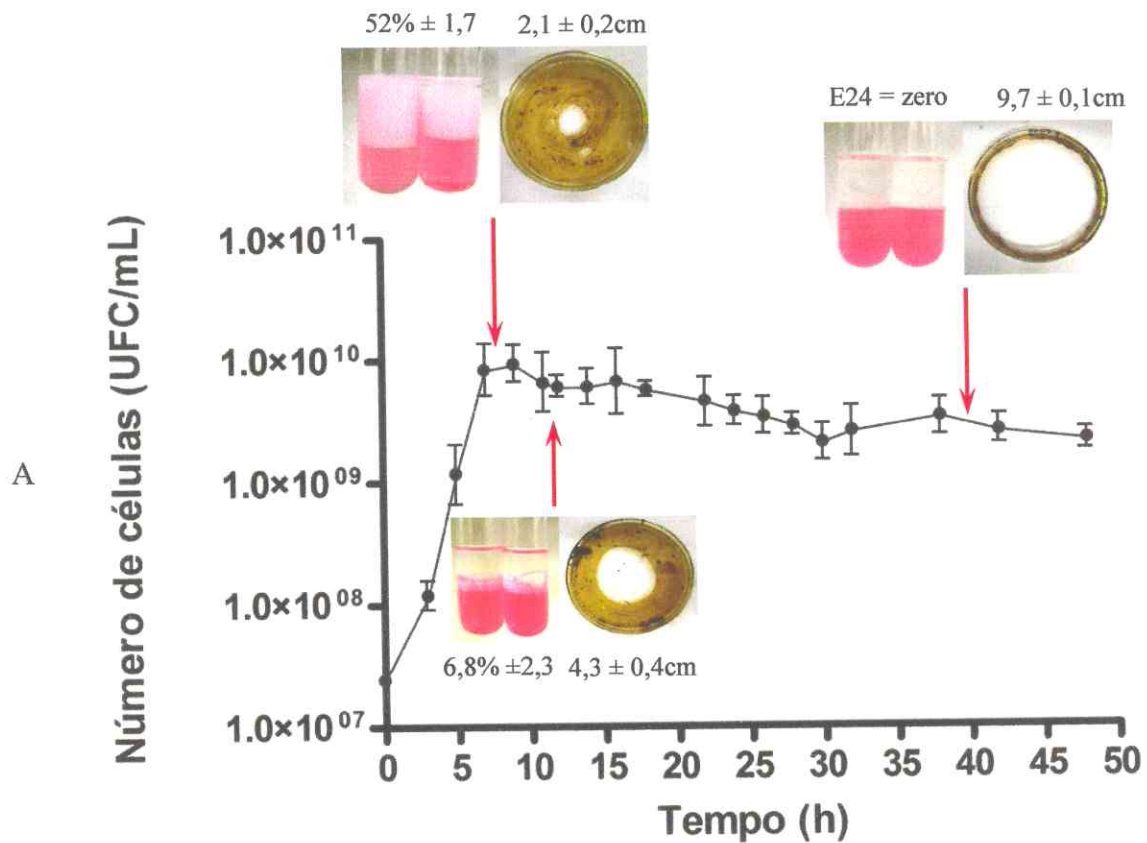 52% ± 1,7 2,1 ± 0,2cm
E24 = zero 9,7 ± 0,1cm
1.0×10 11
1.0×10 10
1.0×10 09
1.0×10 08
1.0×10 07
Número de células (UFC/mL)
A
6,8% ±2,3 4,3 ± 0,4cm
0 5 10 15 20 25 30 35 40 45 50
Tempo (h)